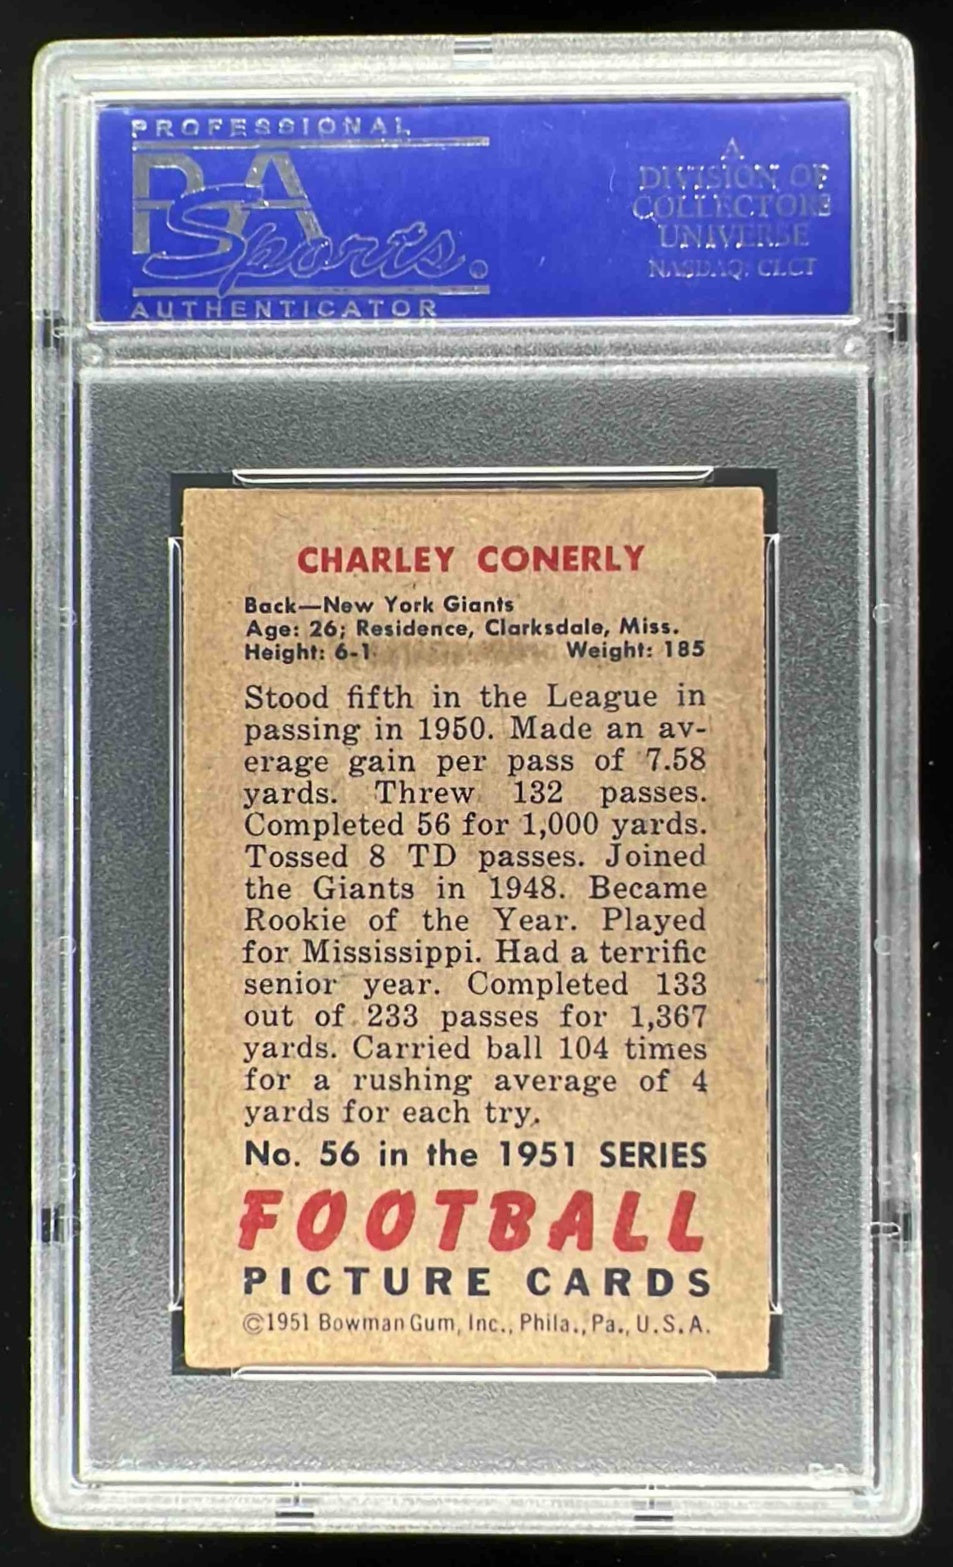 PROFESSIONAL
PSA
Sports
AUTHENTICATOR
A
DIVISION OF
COLLECTORS
UNIVERSE
NASDAQ: CLCT
CHARLEY CONERLY
Back—New York Giants
Age: 26; Residence, Clarksdale, Miss.
Height: 6-1 Weight: 185
Stood fifth in the League in
passing in 1950. Made an av-
erage gain per pass of 7.58
yards. Threw 132 passes.
Completed 56 for 1,000 yards.
Tossed 8 TD passes. Joined
the Giants in 1948. Became
Rookie of the Year. Played
for Mississippi. Had a terrific
senior year. Completed 133
out of 233 passes for 1,367
yards. Carried ball 104 times
for a rushing average of 4
yards for each try.
No. 56 in the 1951 SERIES
FOOTBALL
PICTURE CARDS
©1951 Bowman Gum, Inc., Phila., Pa., U.S.A.